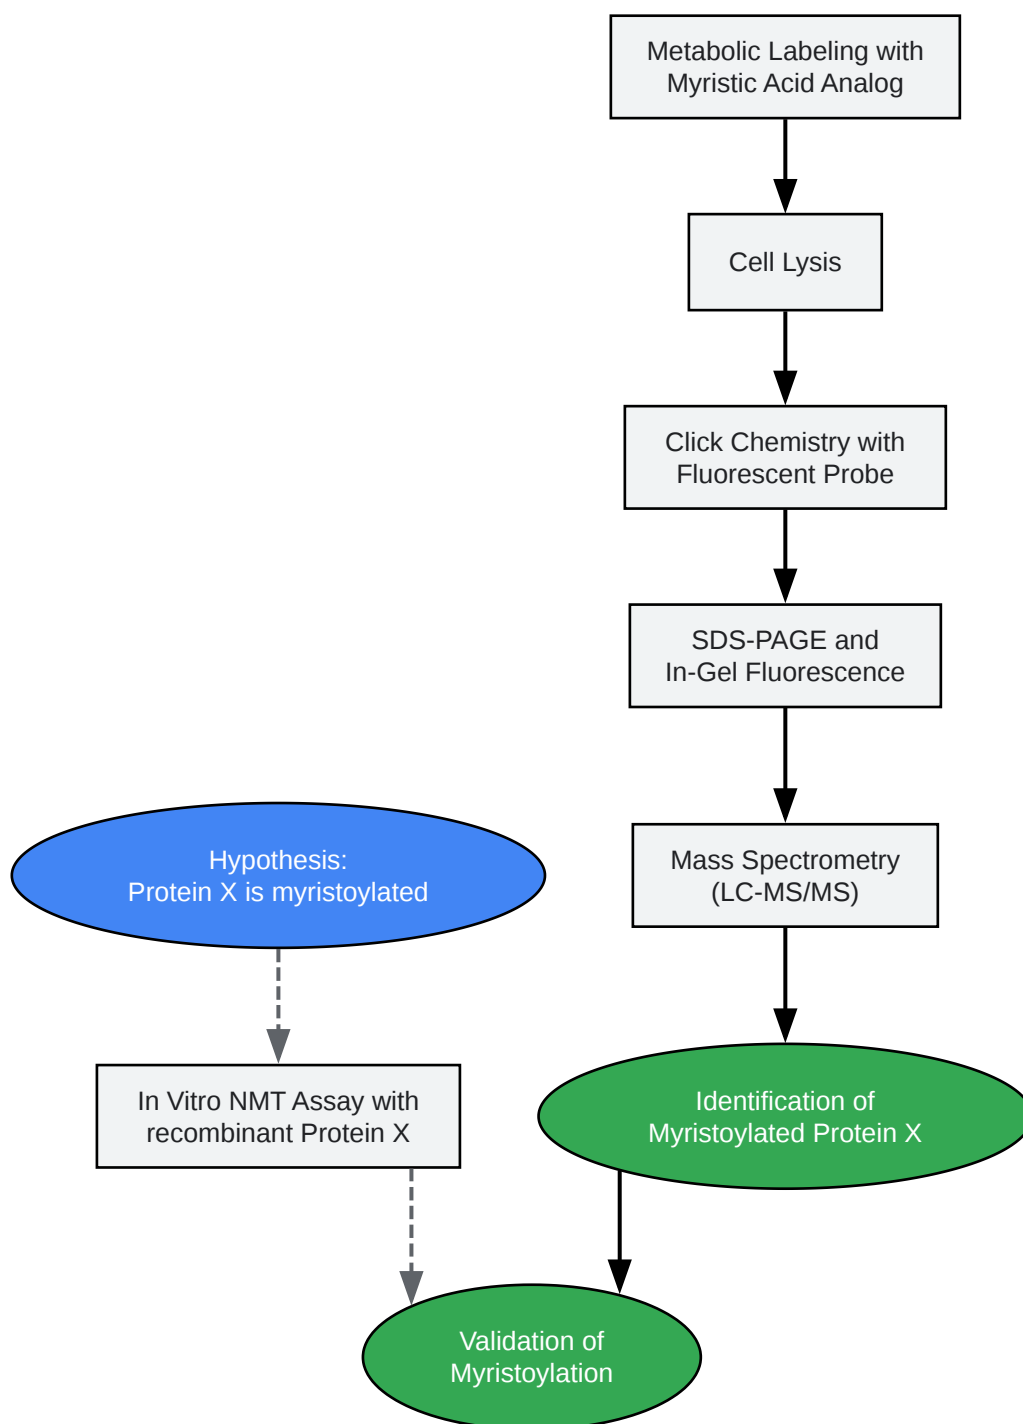 Metabolic Labeling with
Myristic Acid Analog
Cell Lysis
Click Chemistry with
Fluorescent Probe
SDS-PAGE and
In-Gel Fluorescence
Hypothesis:
Protein X is myristoylated
Mass Spectrometry
(LC-MS/MS)
In Vitro NMT Assay with
recombinant Protein X
Identification of
Myristoylated Protein X
Validation of
Myristoylation